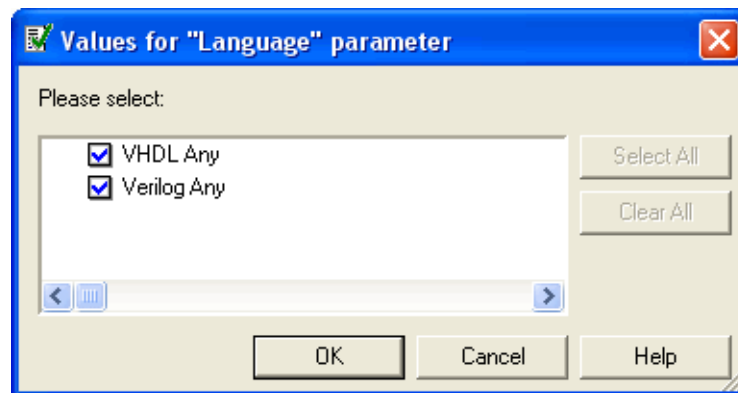 Values for "Language" parameter
Please select:
VHDL Any
Verilog Any
Select All
Clear All
OK
Cancel
Help